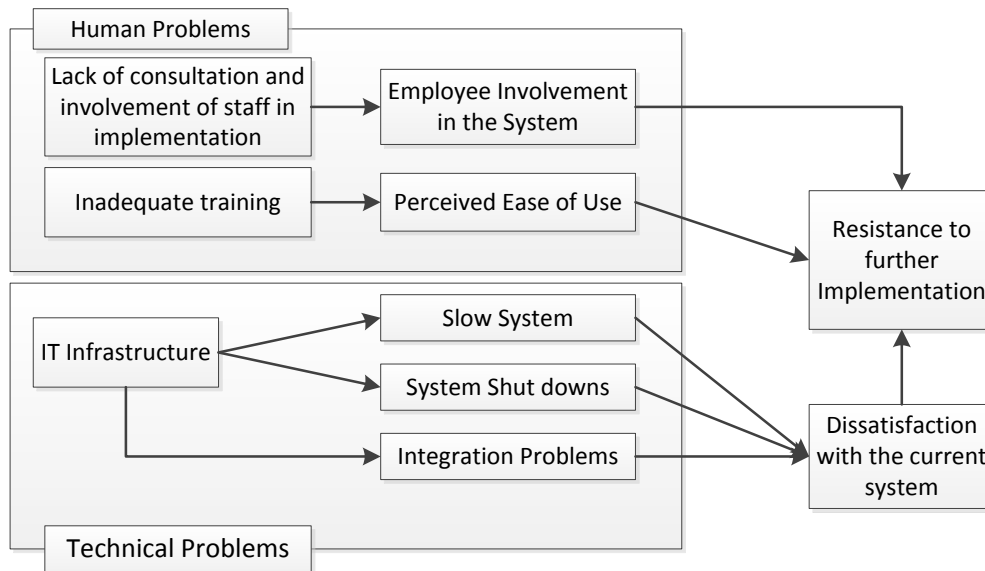 Human Problems
Lack of consultation and
involvement of staff in
implementation
Employee Involvement
in the System
Inadequate training
Perceived Ease of Use
Resistance to
further
Implementation
IT Infrastructure
Slow System
System Shut downs
Integration Problems
Dissatisfaction
with the current
system
Technical Problems